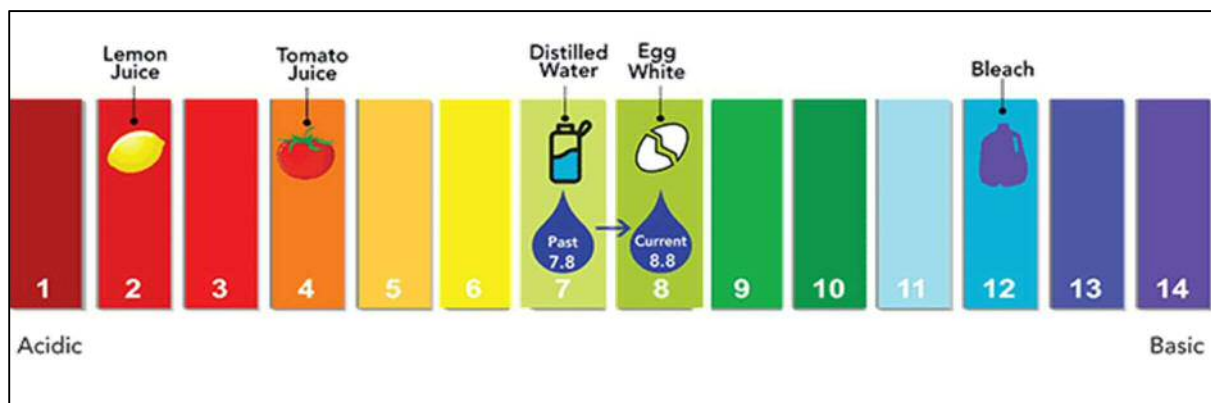 Lemon
Juice
Tomato
Juice
Distilled
Water
Egg
White
Bleach
Past
7.8
Current
8.8
1 2 3 4 5 6 7 8 9 10 11 12 13 14
Acidic
Basic